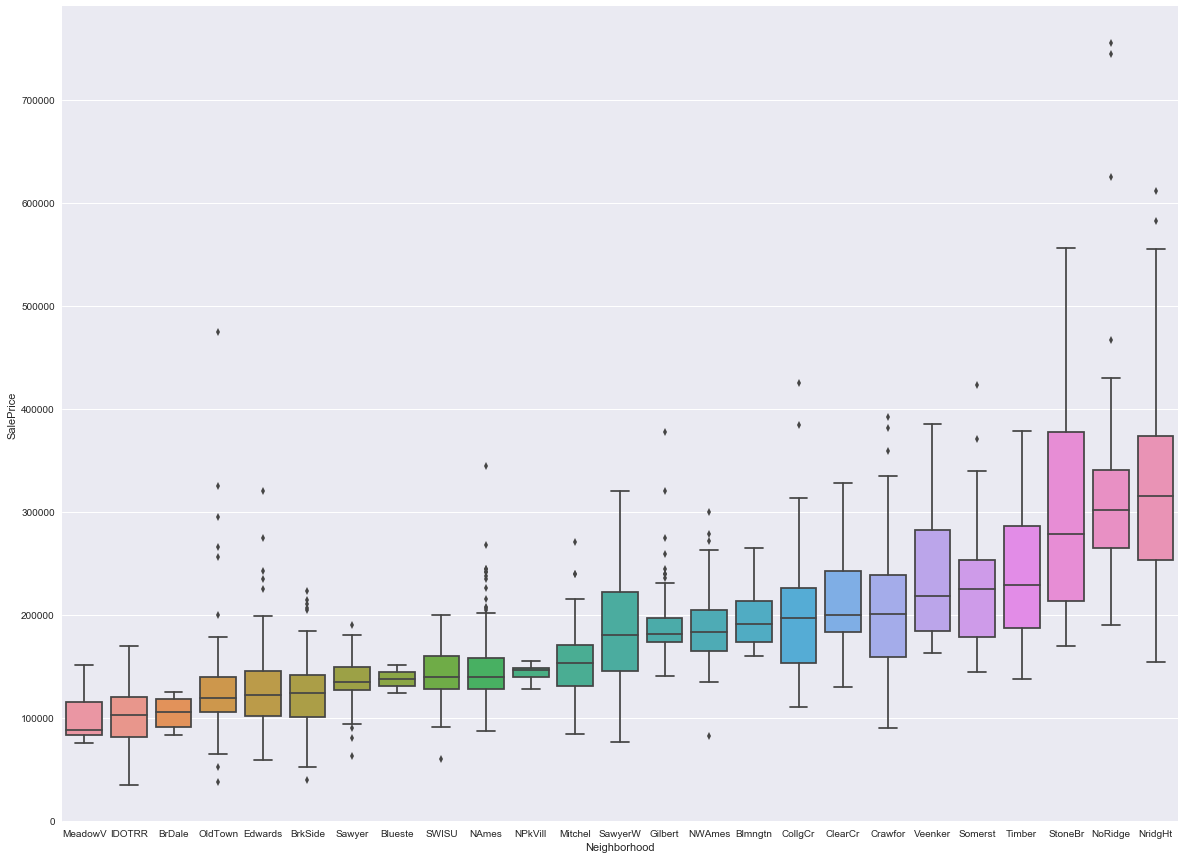 SalePrice
700000
600000
500000
400000
300000
200000
100000
0
MeadowV IDOTRR BrDale OldTown Edwards BrkSide Sawyer Blueste SWISU NAmes NPkVill Mitchel SawyerW Gilbert NWAmes Blmngtn CollgCr ClearCr Crawfor Veenker Somerst Timber StoneBr NoRidge NridgHt
Neighborhood